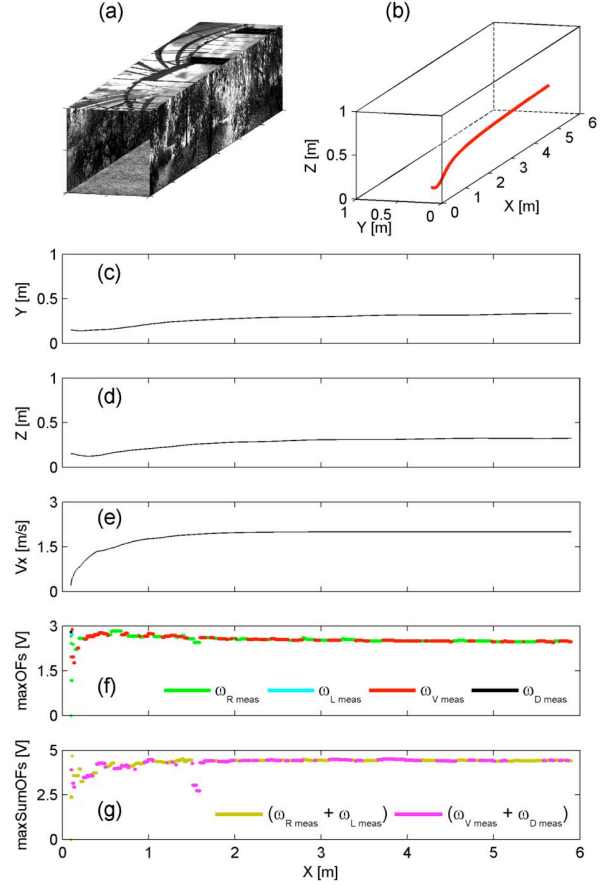 (a)
(b)
1
0.5
0
Z [m]
1
0.5
0
Y [m]
0
1
2
3
4
5
6
X [m]
(c)
1
0.5
0
Y [m]
(d)
1
0.5
0
Z [m]
(e)
3
1.5
0
Vx [m/s]
3
1.5
0
maxOFs [V]
(f)
ωR meas ωL meas ωV meas ωD meas
9
4.5
0
maxSumOFs [V]
(g)
(ωR meas + ωL meas) (ωV meas + ωD meas)
0 1 2 3 4 5 6
X [m]